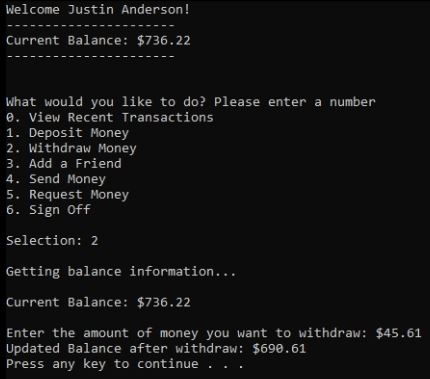 Welcome Justin Anderson!
----------------------
Current Balance: $736.22
----------------------
What would you like to do? Please enter a number
0. View Recent Transactions
1. Deposit Money
2. Withdraw Money
3. Add a Friend
4. Send Money
5. Request Money
6. Sign Off
Selection: 2
Getting balance information...
Current Balance: $736.22
Enter the amount of money you want to withdraw: $45.61
Updated Balance after withdraw: $690.61
Press any key to continue . . .